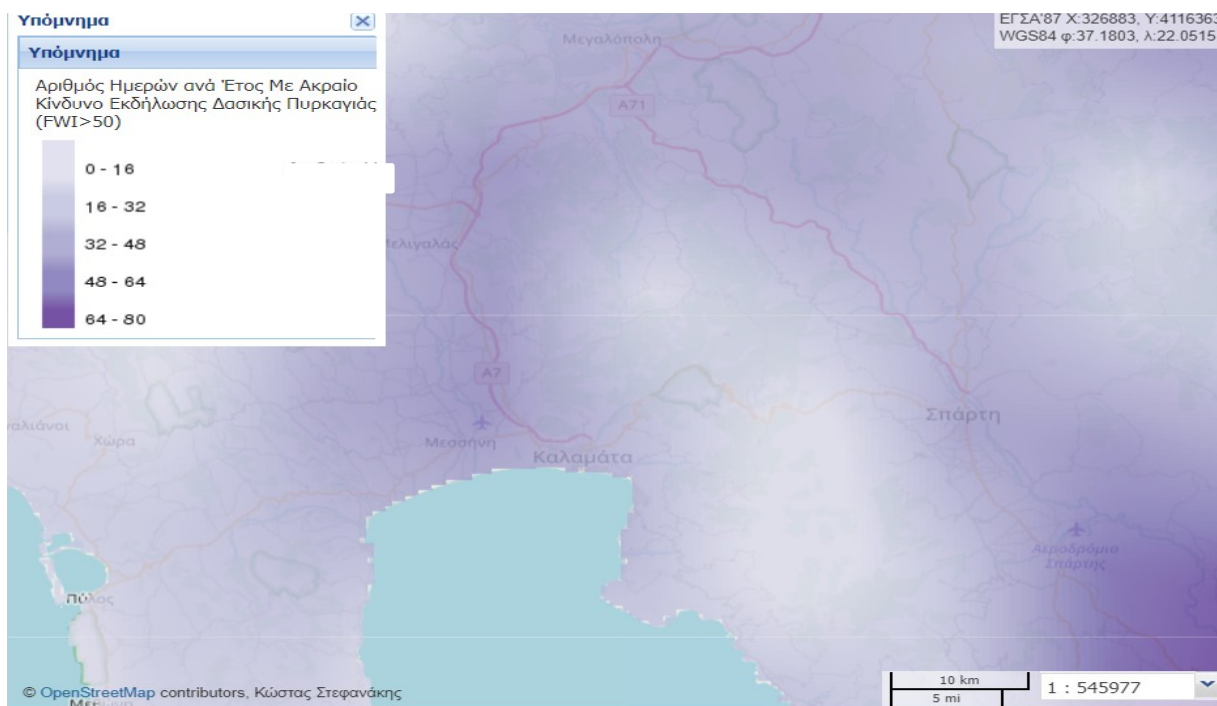 Υπόμνημα
Υπόμνημα
Αριθμός Ημερών ανά Έτος Με Ακραίο
Κίνδυνο Εκδήλωσης Δασικής Πυρκαγιάς
(FWI>50)
0 - 16
16 - 32
32 - 48
48 - 64
64 - 80
ΕΓΣΑ'87 X:326883, Y:4116363
WGS84 φ:37.1803, λ:22.0515
Μεγαλόπολη
A71
ελιγαλάς
A7
Σπάρτη
αλιάνοι
Χώρα
Μεσσήνη
Καλαμάτα
Αεροδρόμιο
Σπάρτης
Πύλος
© OpenStreetMap contributors, Κώστας Στεφανάκης
10 km
5 mi
1 : 545977